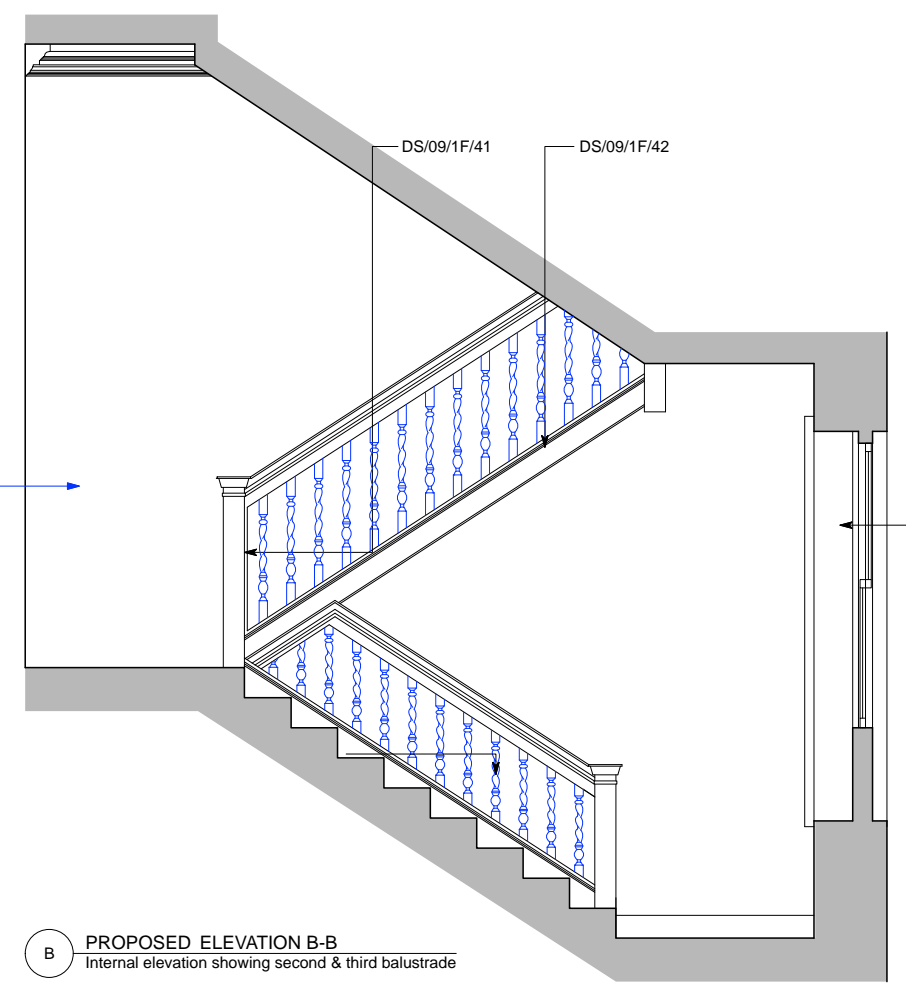 DS/09/1F/41
DS/09/1F/42
B
PROPOSED ELEVATION B-B
Internal elevation showing second & third balustrade